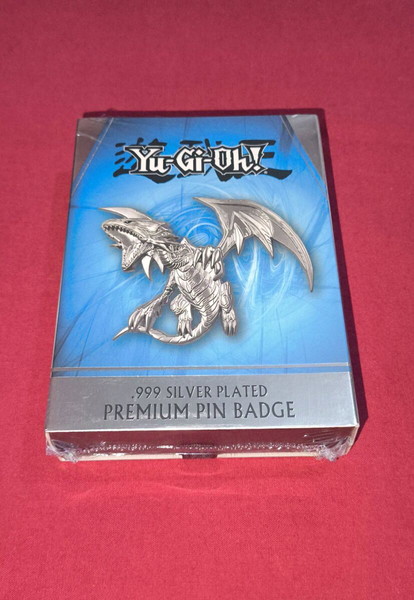 Yu-Gi-Oh!
.999 SILVER PLATED
PREMIUM PIN BADGE